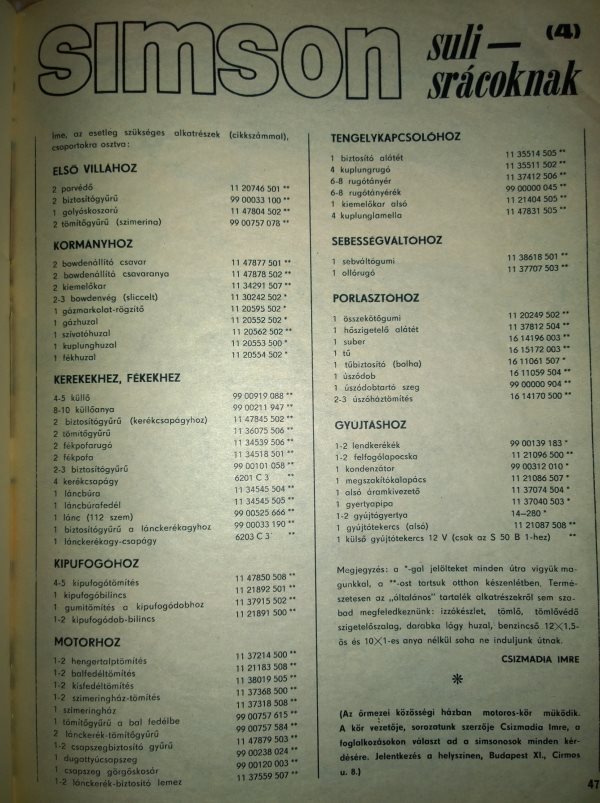 simson
suli—
srácoknak
(4)
Íme, az esetleg szükséges alkatrészek (cikkszámmal),
csoportokra osztva:
ELSŐ VILLÁHOZ
2 porvédő 11 20746 501 **
2 biztosítógyűrű 99 00033 100 **
1 golyóskoszorú 11 47804 502 **
2 tömítőgyűrű (szimerina) 99 00757 078 **
KORMÁNYHOZ
2 bowdenállító csavar 11 47877 501 **
2 bowdenállító csavaranya 11 47878 502 **
2 kiemelőkar 11 34291 507 **
2-3 bowdenvég (sliccelt) 11 30242 502 *
1 gázmarkolat-rögzítő 11 20595 502 *
1 gázhuzal 11 20552 502 *
1 szívatóhuzal 11 20562 502 **
1 kuplunghuzal 11 20553 500 *
1 fékhuzal 11 20554 502 *
KEREKEKHEZ, FÉKEKHEZ
4-5 küllő 99 00919 088 **
8-10 küllőanya 99 00211 947 **
2 biztosítógyűrű (kerékcsapágyhoz) 11 47845 502 **
2 tömítőgyűrű 11 36075 506 **
2 fékpofarugó 11 34539 506 **
2 fékpofa 11 34518 501 **
2-3 biztosítógyűrű 99 00101 058 **
4 kerékcsapágy 6201 C 3 **
1 láncbúra 11 34545 504 **
1 láncbúrafedél 11 34545 505 **
1 lánc (112 szem) 99 00525 666 **
1 biztosítógyűrű a lánckerékagyhoz 99 00033 190 **
1 lánckerékagy-csapágy 6203 C 3 **
KIPUFOGÓHOZ
4-5 kipufogótömítés 11 47850 508 **
1 kipufogóbilincs 11 21892 501 **
1 gumitömítés a kipufogódobhoz 11 37915 502 **
1-2 kipufogódob-bilincs 11 21891 500 **
MOTORHOZ
1-2 hengertalptömítés 11 37214 500 **
1-2 balfedéltömítés 11 21183 508 **
1-2 kisfedéltömítés 11 38019 505 **
1-2 szimeringház-tömítés 11 37368 500 **
1 szimeringház 11 37318 508 **
1 tömítőgyűrű a bal fedélbe 99 00757 615 **
2 lánckerék-tömítőgyűrű 99 00757 584 **
1-2 csapszegbiztosító gyűrű 11 47879 503 **
1 dugottyúcsapszeg 99 00238 024 **
1 csapszeg görgőskosár 99 00120 003 **
1-2 lánckerék-biztosító lemez 11 37559 507 **
TENGELYKAPCSOLÓHOZ
1 biztosító alátét 11 35514 505 **
4 kuplungrugó 11 35511 502 **
6-8 rugótányér 11 37412 506 **
6-8 rugótányérék 99 00000 045 **
1 kiemelőkar alsó 11 21404 505 **
4 kuplunglamella 11 47831 505 **
SEBESSÉGVÁLTÓHOZ
1 sebváltógumi 11 38618 501 **
1 ollórugó 11 37707 503 **
PORLASZTÓHOZ
1 összekötőgumi 11 20249 502 **
1 hőszigetelő alátét 11 37812 504 **
1 suber 16 14196 003 **
1 tű 16 15172 003 **
1 tűbiztosító (bolha) 16 11061 507 *
1 úszódob 16 11059 504 **
1 úszódobtartó szeg 99 00000 904 **
2-3 úszóháztömítés 16 14170 500 **
GYÚJTÁSHOZ
1-2 lendkerékék 99 00139 183 *
1-2 felfogólapocska 11 21096 500 **
1 kondenzátor 99 00312 010 *
1 megszakítókalapács 11 21086 507 *
1 alsó áramkivezető 11 37074 504 *
1 gyertyapipa 11 37040 503 *
1-2 gyújtógyertya 14–280 *
1 gyújtótekercs (alsó) 11 21087 508 **
1 külső gyújtótekercs 12 V (csak az S 50 B 1-hez) **
Megjegyzés: a *-gal jelölteket minden útra vigyük ma-
gunkkal, a **-ost tartsuk otthon készenlétben. Termé-
szetesen az „általános” tartalék alkatrészekről sem sza-
bad megfeledkeznünk: izzókészlet, tömlő, tömlővédő
szigetelőszalag, darabka lágy huzal, benzincső. 12×1,5-
ös és 10×1-es anya nélkül soha ne induljunk útnak.
CSIZMADIA IMRE
(Az őrmezei közösségi házban motoros-kör működik.
A kör vezetője, sorozatunk szerzője Csizmadia Imre, a
foglalkozásokon választ ad a simsonosok minden kér-
désére. Jelentkezés a helyszínen, Budapest XI., Cirmos
u. 8.)
47